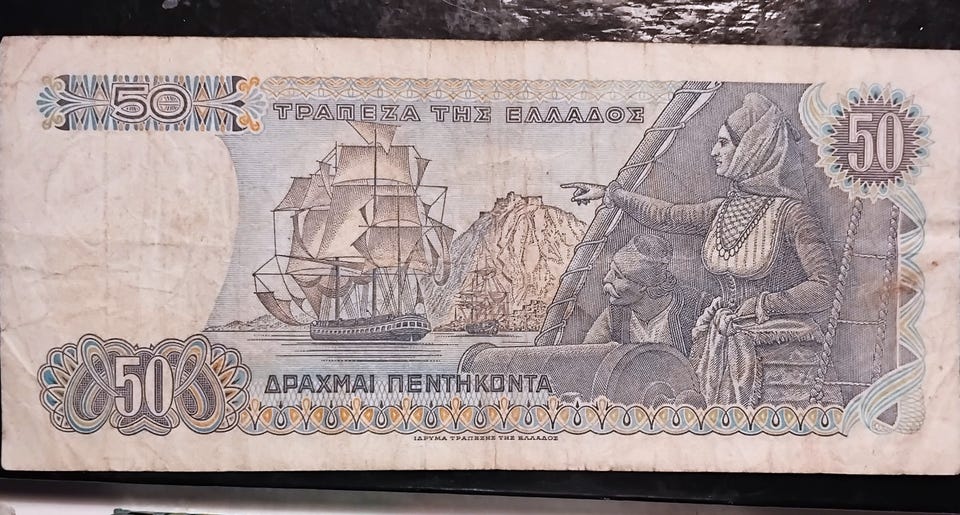 50
ΤΡΑΠΕΖΑ ΤΗΣ ΕΛΛΑΔΟΣ
50
50
ΔΡΑΧΜΑΙ ΠΕΝΤΗΚΟΝΤΑ
ΙΔΡΥΜΑ ΤΡΑΠΕΖΗΣ ΤΗΣ ΕΛΛΑΔΟΣ